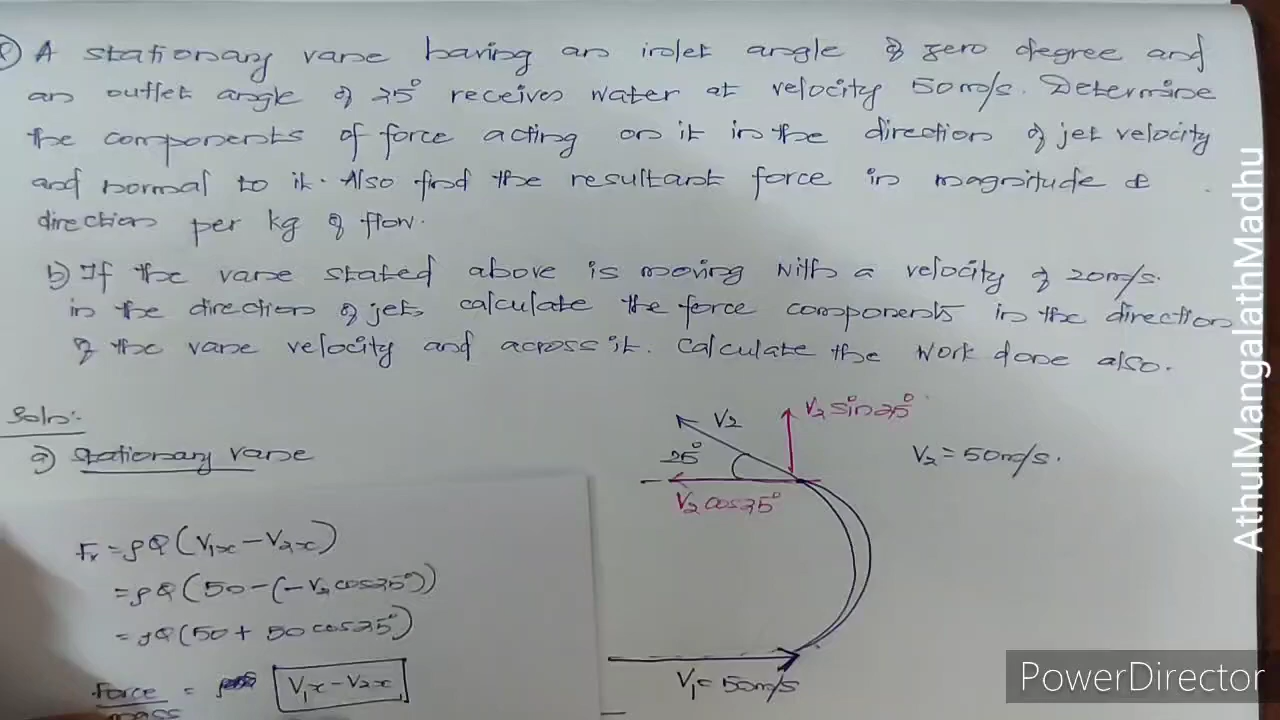 A stationary vane having an inlet angle of zero degree and
an outlet angle of 25° receives water at velocity 50m/s. Determine
the components of force acting on it in the direction of jet velocity
and normal to it. Also find the resultant force in magnitude &
direction per kg of flow.
b) If the vane stated above is moving with a velocity of 20m/s.
in the direction of jet, calculate the force components in the direction
of the vane velocity and across it. Calculate the work done also.
Soln:-
a) Stationary vane
V2
V2 sin25°
25°
V2 = 50m/s.
V2 cos25°
Fx = ρQ (V1x - V2x)
= ρQ (50 - (-V2 cos25°))
= ρQ (50 + 50 cos25°)
Force = V1x - V2x
mass
V1 = 50m/s
AthulMangalathMadhu
PowerDirector